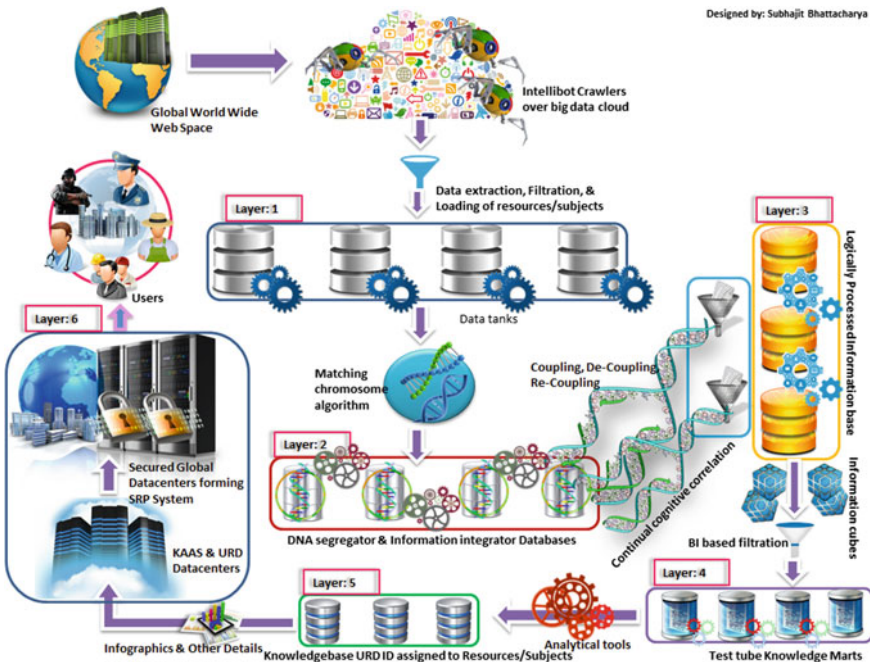 Designed by: Subhajit Bhattacharya
Global World Wide
Web Space
Intellibot Crawlers
over big data cloud
Data extraction, Filtration, &
Loading of resources/subjects
Layer: 1
Layer: 3
Users
Logically Processed Information base
Data tanks
Layer: 6
Matching
chromosome
algorithm
Coupling, De-Coupling,
Re-Coupling
Layer: 2
Secured Global
Datacenters forming
SRP System
DNA segregator & Information integrator Databases
Continual cognitive correlation
Information cubes
KAAS & URD
Datacenters
BI based filtration
Layer: 5
Layer: 4
Infographics & Other Details
Knowledgebase URD ID assigned to Resources/Subjects
Analytical tools
Test tube Knowledge Marts